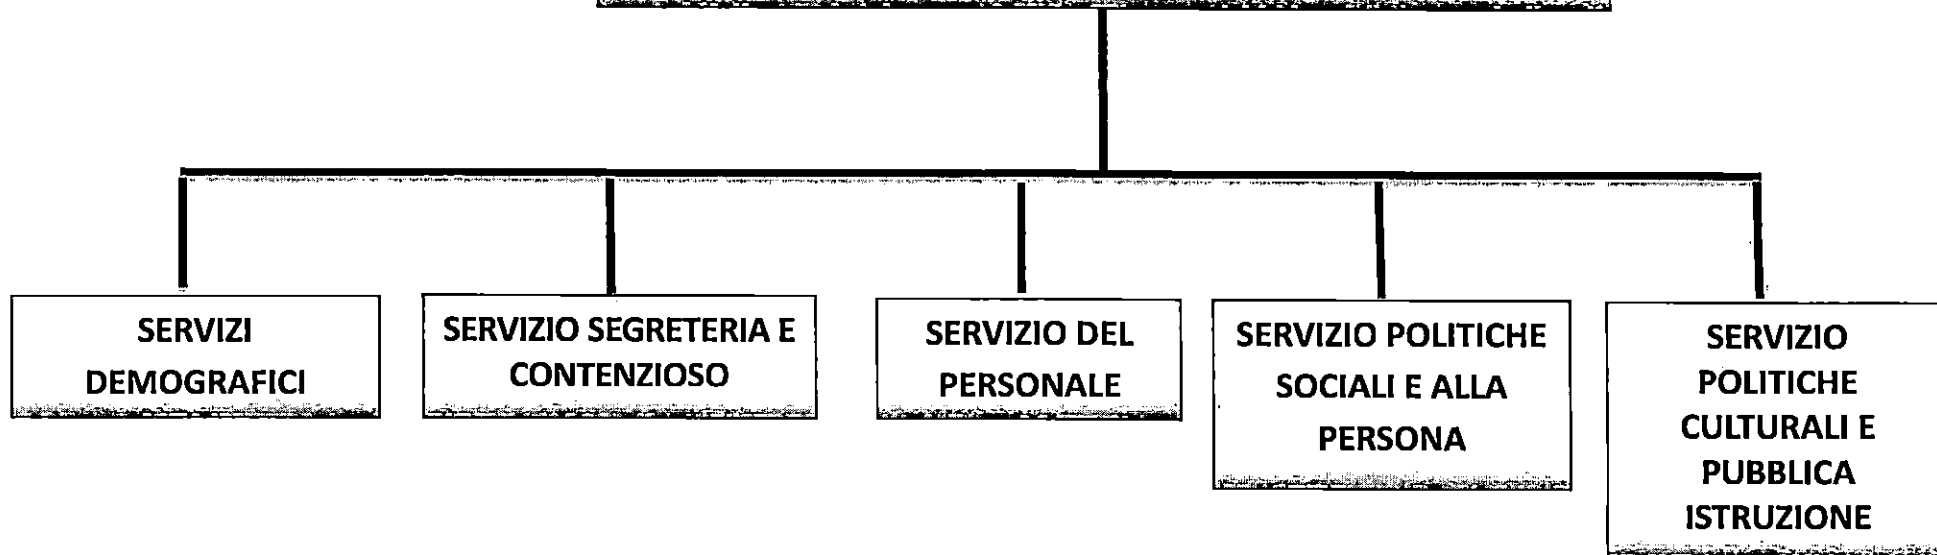 SERVIZI
DEMOGRAFICI
SERVIZIO SEGRETERIA E
CONTENZIOSO
SERVIZIO DEL
PERSONALE
SERVIZIO POLITICHE
SOCIALI E ALLA
PERSONA
SERVIZIO
POLITICHE
CULTURALI E
PUBBLICA
ISTRUZIONE